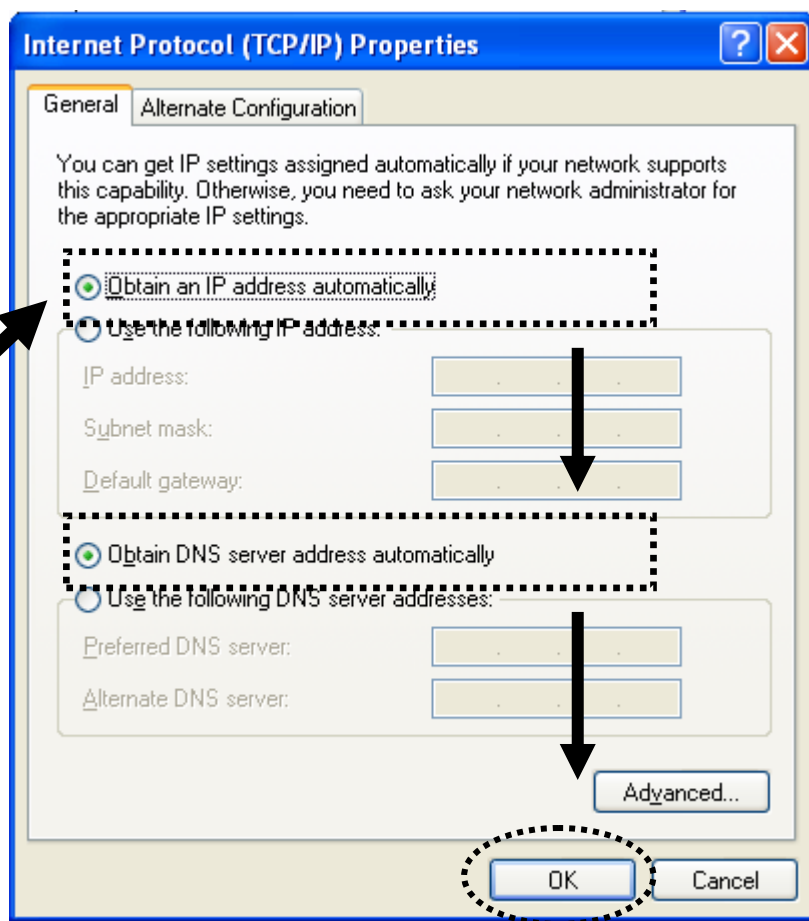 Internet Protocol (TCP/IP) Properties
General
Alternate Configuration
You can get IP settings assigned automatically if your network supports
this capability. Otherwise, you need to ask your network administrator for
the appropriate IP settings.
Obtain an IP address automatically
Use the following IP address:
IP address:
Subnet mask:
Default gateway:
Obtain DNS server address automatically
Use the following DNS server addresses:
Preferred DNS server:
Alternate DNS server:
Advanced...
OK
Cancel